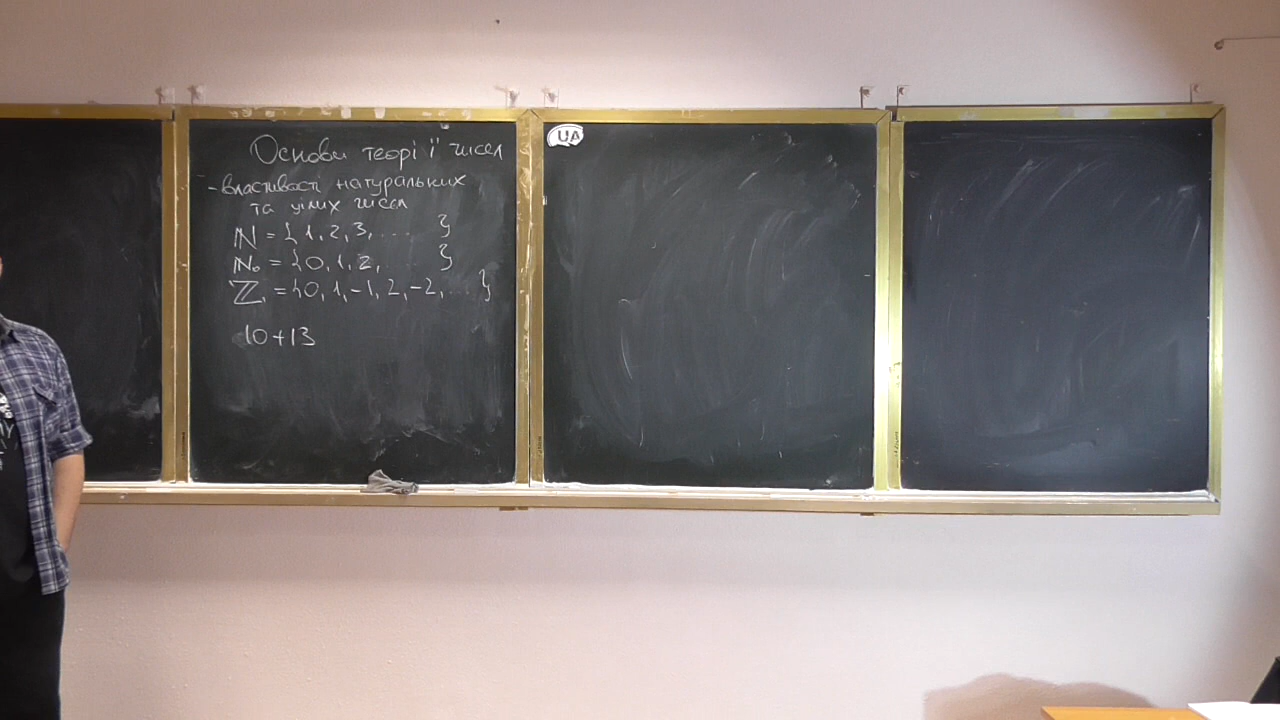 Основи теорії чисел
- властивості натуральних
та цілих чисел
ℕ = {1, 2, 3, ... }
ℕ₀ = {0, 1, 2, ... }
ℤ = {0, 1, -1, 2, -2, ... }
10+13
UA